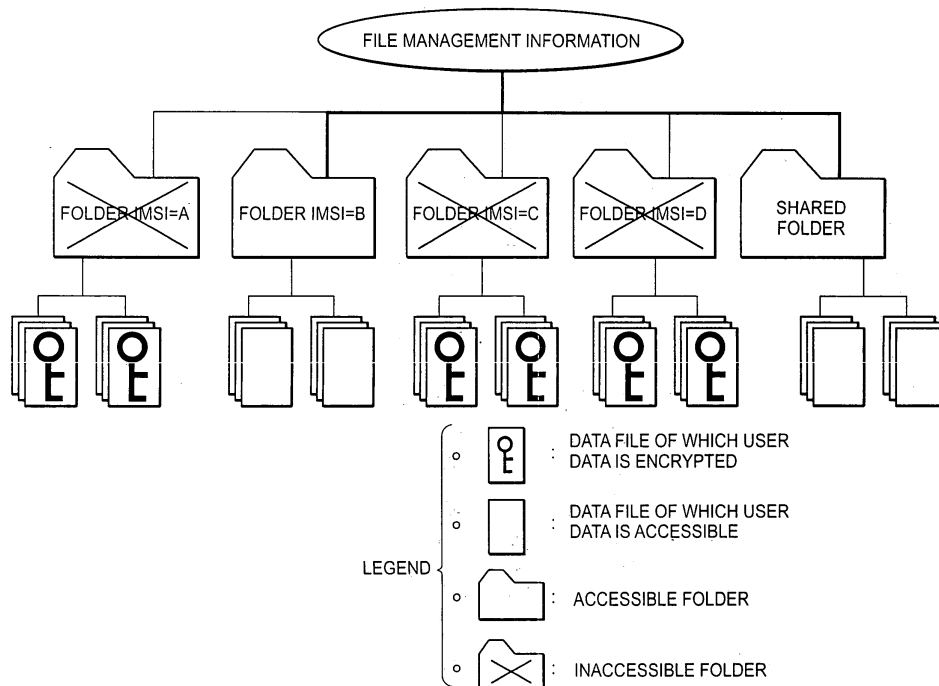 FILE MANAGEMENT INFORMATION
FOLDER IMSI=A
FOLDER IMSI=B
FOLDER IMSI=C
FOLDER IMSI=D
SHARED
FOLDER
LEGEND
: DATA FILE OF WHICH USER
DATA IS ENCRYPTED
: DATA FILE OF WHICH USER
DATA IS ACCESSIBLE
: ACCESSIBLE FOLDER
: INACCESSIBLE FOLDER